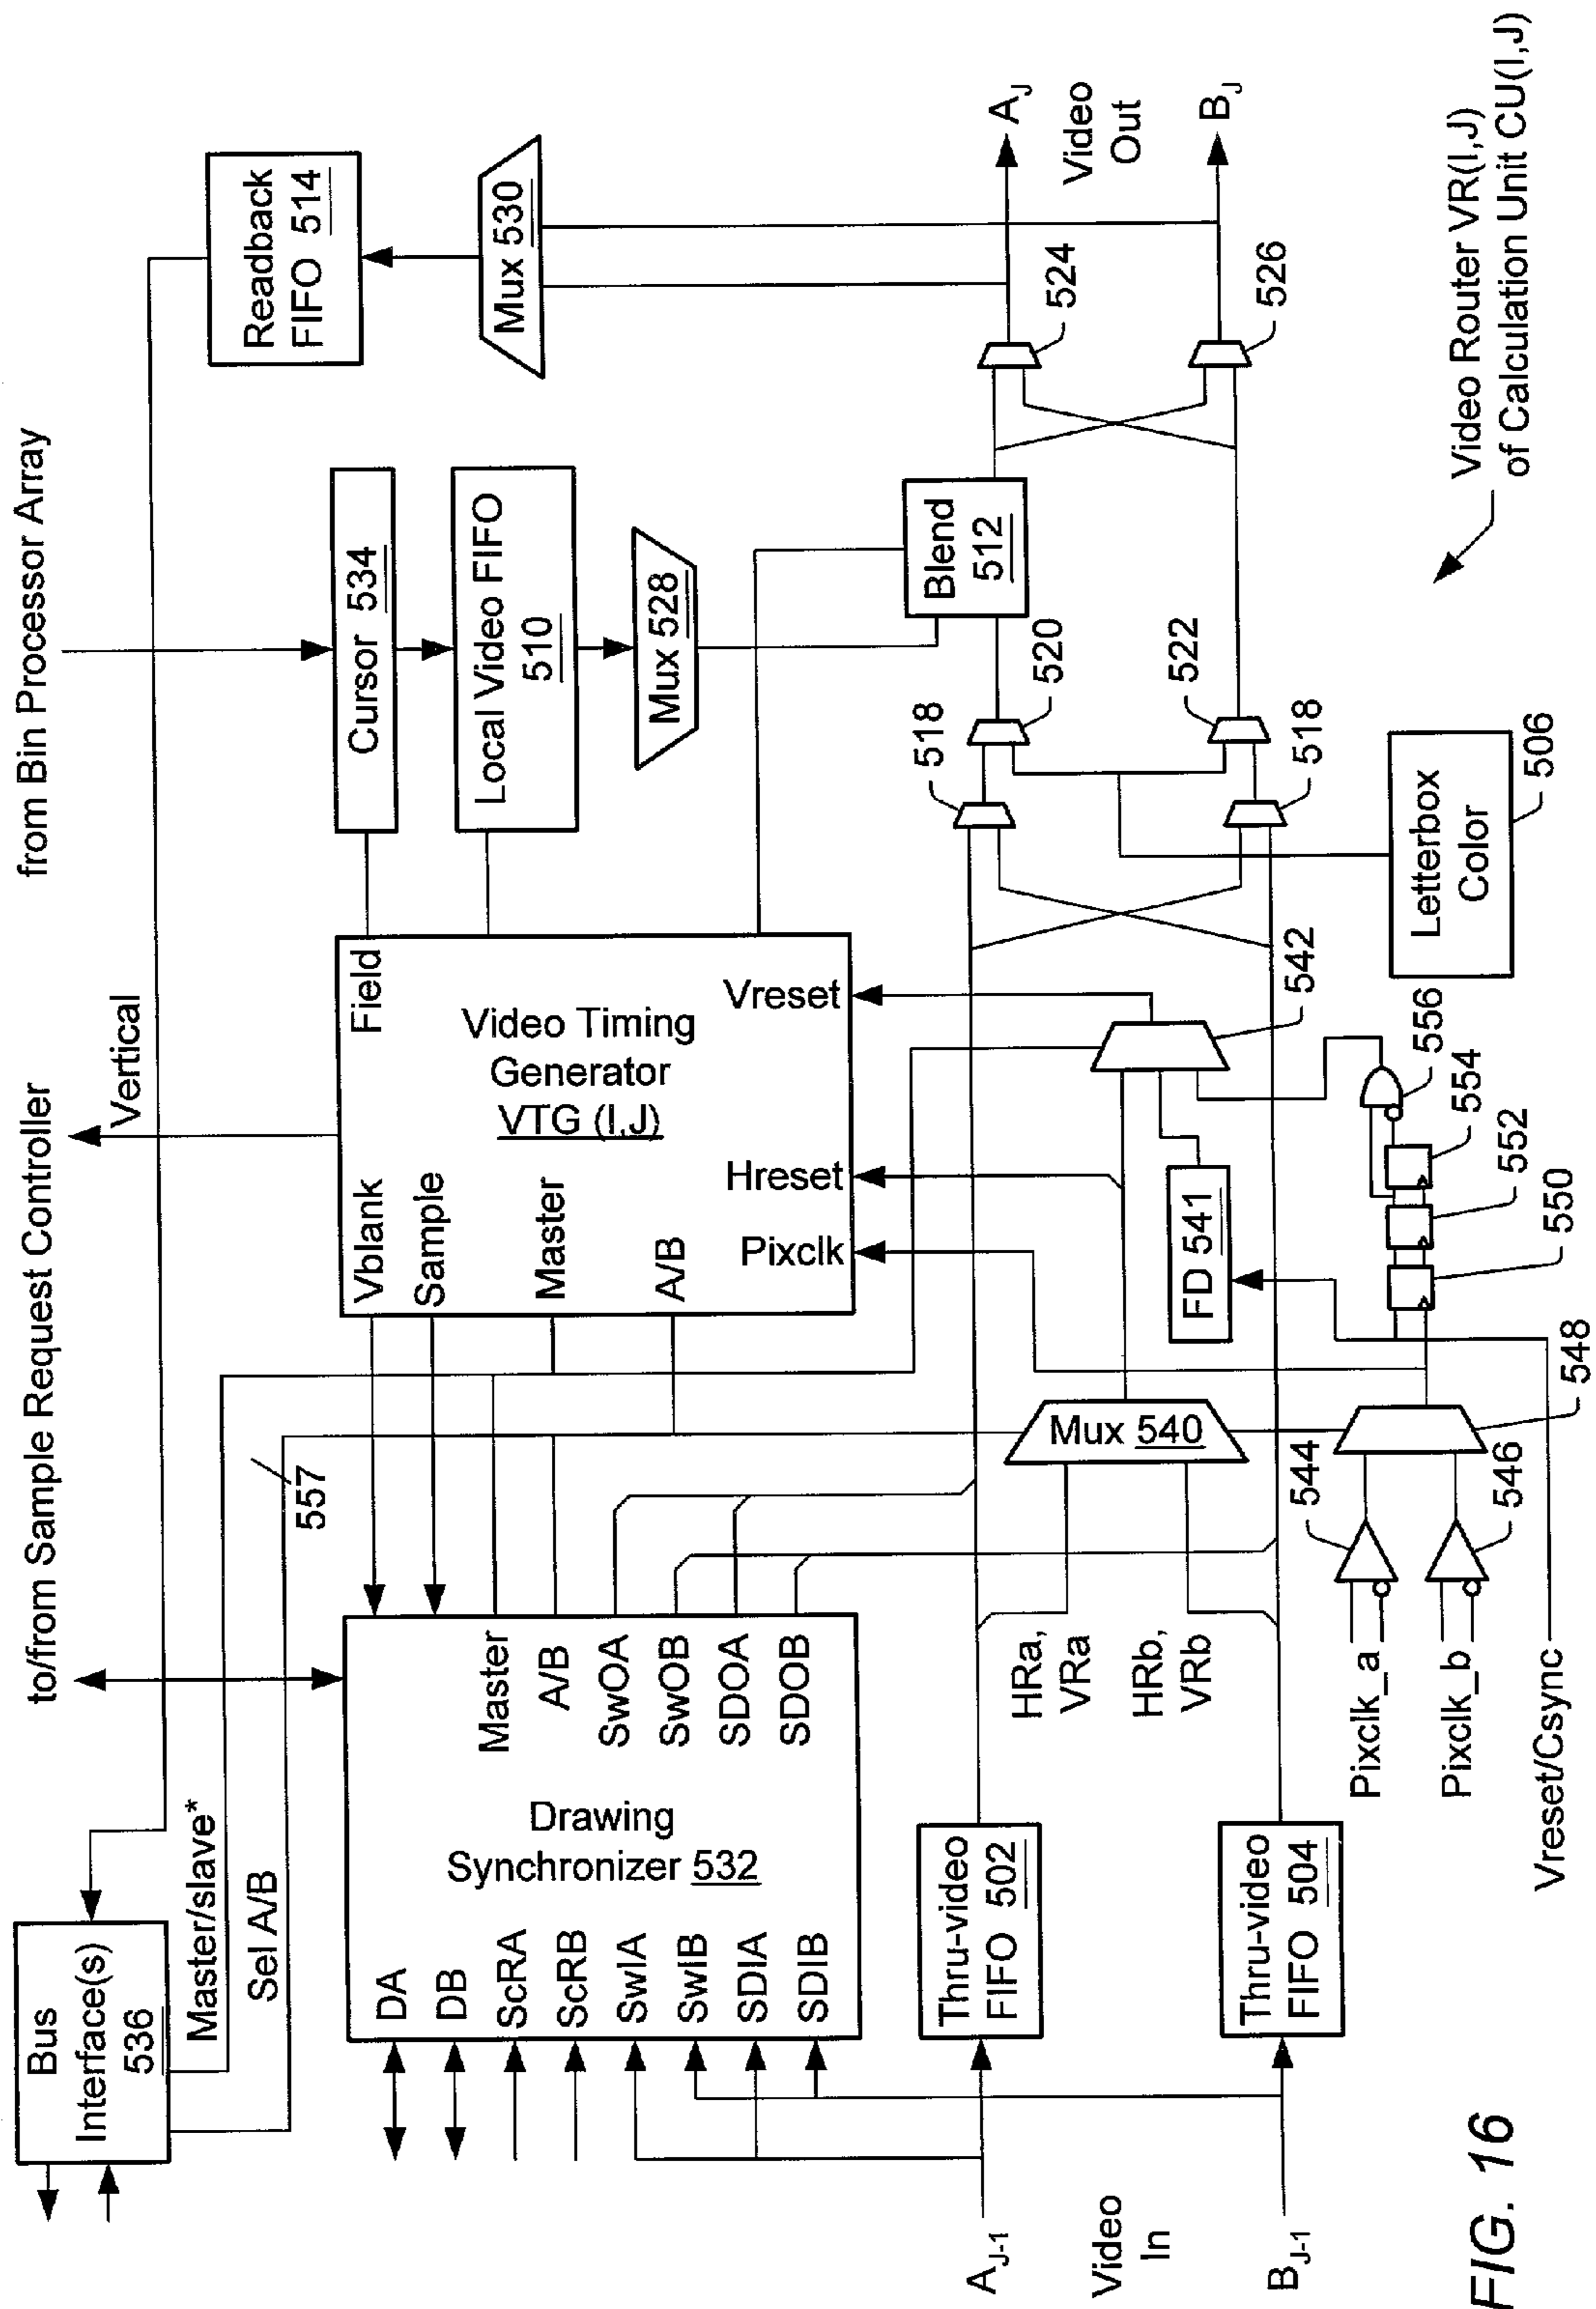 to/from Sample Request Controller
from Bin Processor Array
Vertical
Bus
Interface(s)
536
Master/slave*
Sel A/B
557
Readback
FIFO 514
Mux 530
Cursor 534
Local Video FIFO
510
Mux 528
Vblank
Sample
Master
A/B
Field
Video Timing
Generator
VTG (I,J)
Vreset
Hreset
Pixclk
DA
DB
ScRA
ScRB
SwIA
SwIB
SDIA
SDIB
Drawing
Synchronizer 532
Master
A/B
SwOA
SwOB
SDOA
SDOB
Blend
512
518
520
522
518
524
526
AJ
Video
Out
BJ
Thru-video
FIFO 502
Thru-video
FIFO 504
HRa,
VRa
HRb,
VRb
Mux 540
FD 541
542
Letterbox
Color
506
AJ-1
Video
In
BJ-1
Pixclk_a
Pixclk_b
Vreset/Csync
544
546
548
550
552
554
556
Video Router VR(I,J)
of Calculation Unit CU(I,J)
FIG. 16